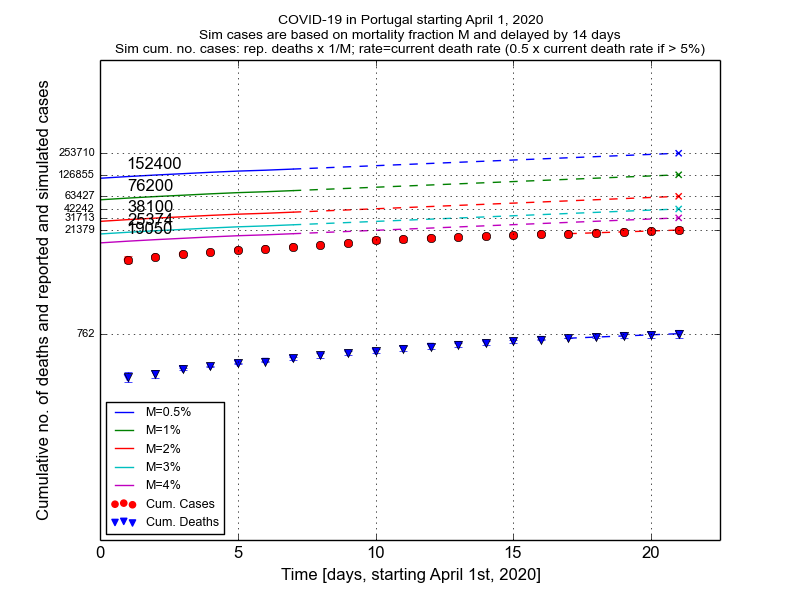 COVID-19 in Portugal starting April 1, 2020
Sim cases are based on mortality fraction M and delayed by 14 days
Sim cum. no. cases: rep. deaths x 1/M; rate=current death rate (0.5 x current death rate if > 5%)
Cumulative no. of deaths and reported and simulated cases
253710
126855
63427
42242
31713
21379
762
152400
76200
38100
25374
19050
M=0.5%
M=1%
M=2%
M=3%
M=4%
Cum. Cases
Cum. Deaths
0 5 10 15 20
Time [days, starting April 1st, 2020]